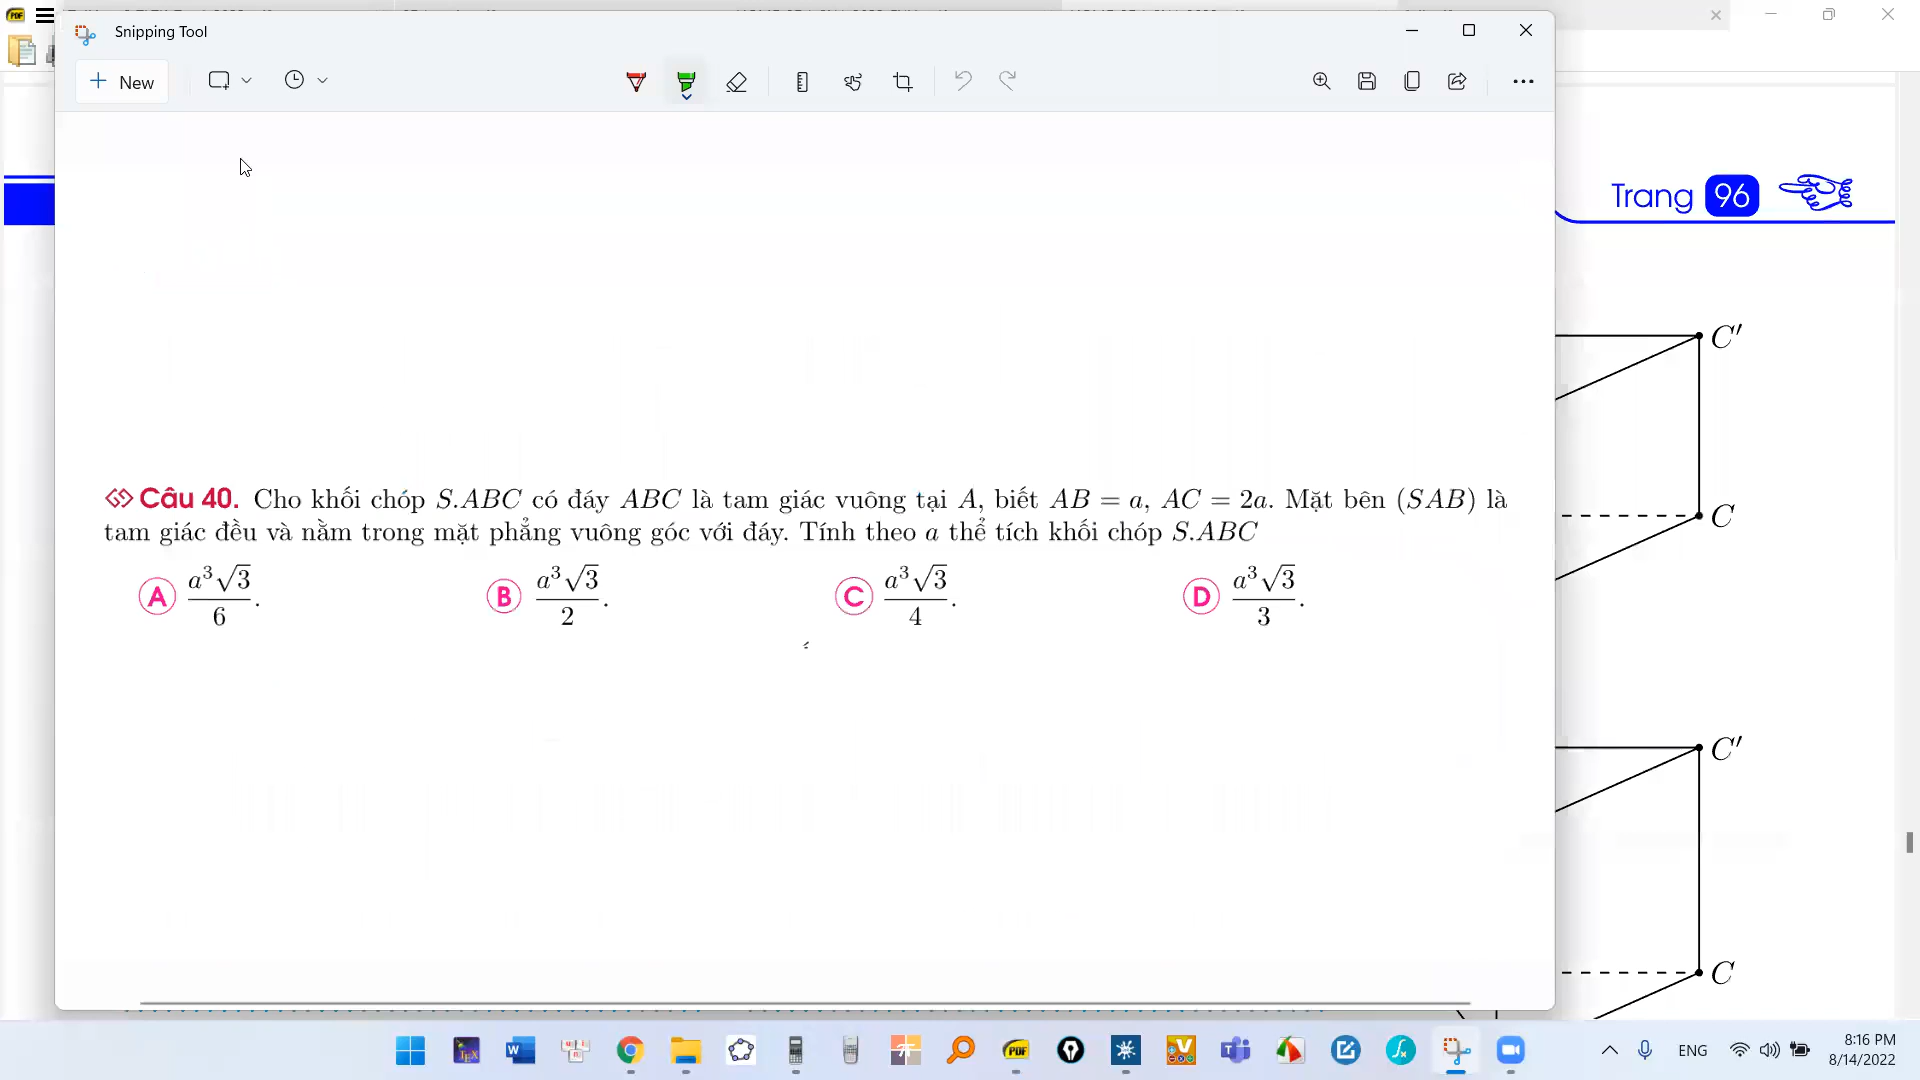 Snipping Tool
New
Trang 96
C′
C
Câu 40. Cho khối chóp S.ABC có đáy ABC là tam giác vuông tại A, biết AB = a, AC = 2a. Mặt bên (SAB) là
tam giác đều và nằm trong mặt phẳng vuông góc với đáy. Tính theo a thể tích khối chóp S.ABC
A a³√3/6. B a³√3/2. C a³√3/4. D a³√3/3.
C′
C
ENG
8:16 PM
8/14/2022